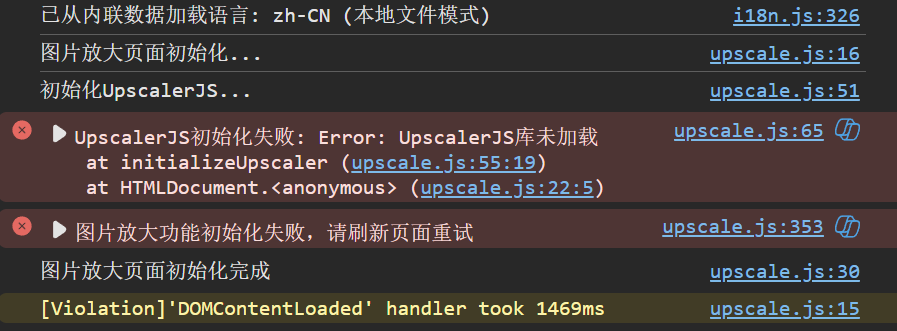 已从内联数据加载语言: zh-CN (本地文件模式) i18n.js:326
图片放大页面初始化... upscale.js:16
初始化UpscalerJS... upscale.js:51
UpscalerJS初始化失败: Error: UpscalerJS库未加载 upscale.js:65
at initializeUpscaler (upscale.js:55:19)
at HTMLDocument.<anonymous> (upscale.js:22:5)
图片放大功能初始化失败，请刷新页面重试 upscale.js:353
图片放大页面初始化完成 upscale.js:30
[Violation]'DOMContentLoaded' handler took 1469ms upscale.js:15